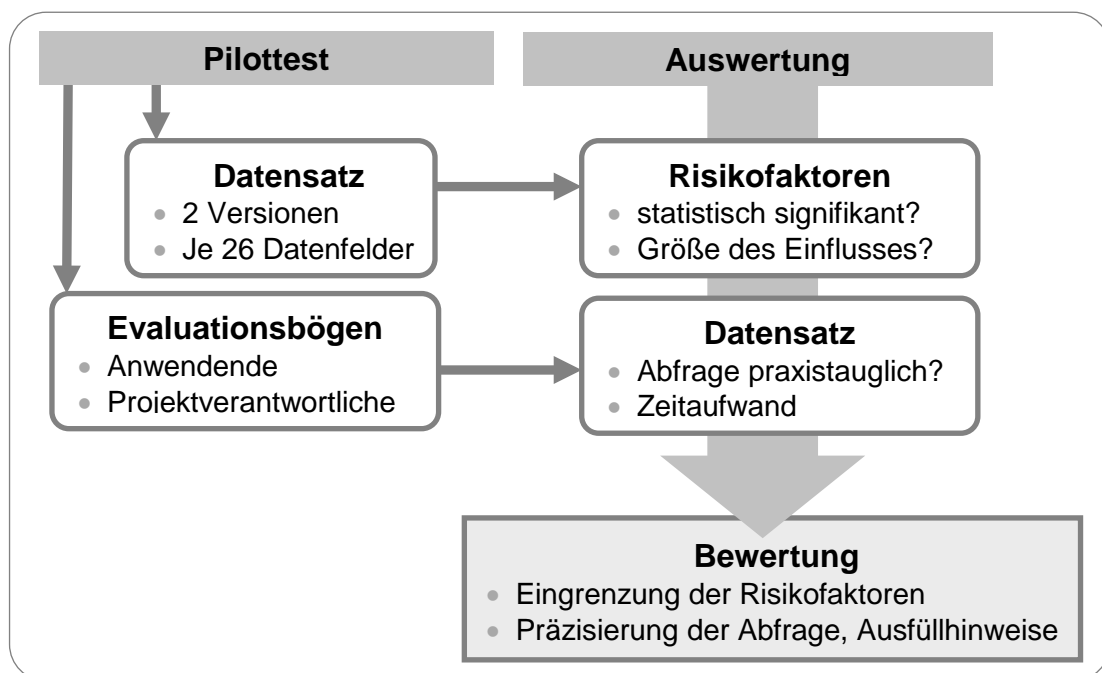 Pilottest
Auswertung
Datensatz
• 2 Versionen
• Je 26 Datenfelder
Risikofaktoren
• statistisch signifikant?
• Größe des Einflusses?
Evaluationsbögen
• Anwendende
• Projektverantwortliche
Datensatz
• Abfrage praxistauglich?
• Zeitaufwand
Bewertung
• Eingrenzung der Risikofaktoren
• Präzisierung der Abfrage, Ausfüllhinweise